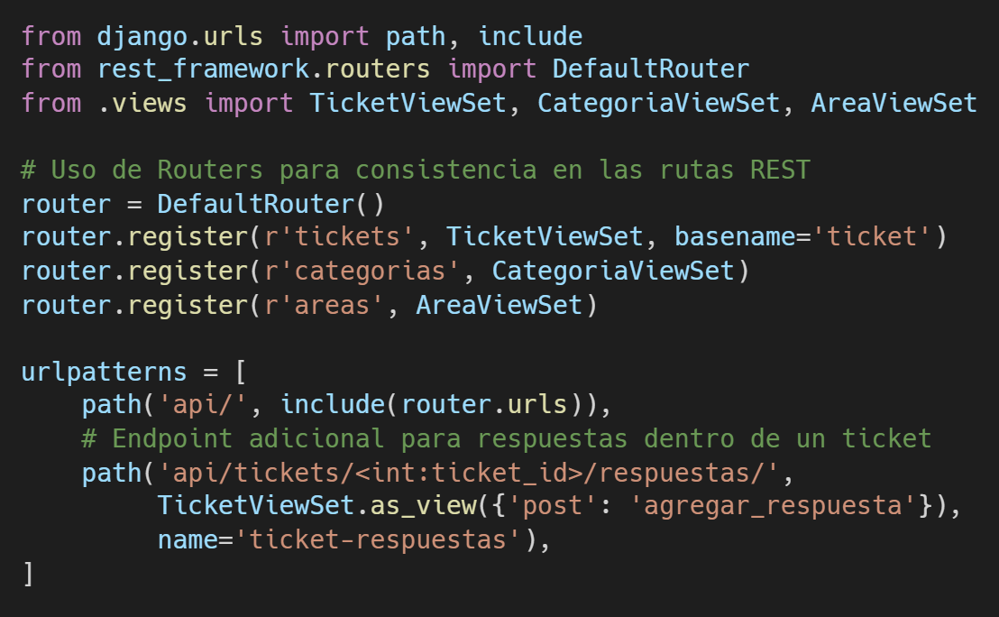 from django.urls import path, include
from rest_framework.routers import DefaultRouter
from .views import TicketViewSet, CategoriaViewSet, AreaViewSet

# Uso de Routers para consistencia en las rutas REST
router = DefaultRouter()
router.register(r'tickets', TicketViewSet, basename='ticket')
router.register(r'categorias', CategoriaViewSet)
router.register(r'areas', AreaViewSet)

urlpatterns = [
    path('api/', include(router.urls)),
    # Endpoint adicional para respuestas dentro de un ticket
    path('api/tickets/<int:ticket_id>/respuestas/',
         TicketViewSet.as_view({'post': 'agregar_respuesta'}),
         name='ticket-respuestas'),
]